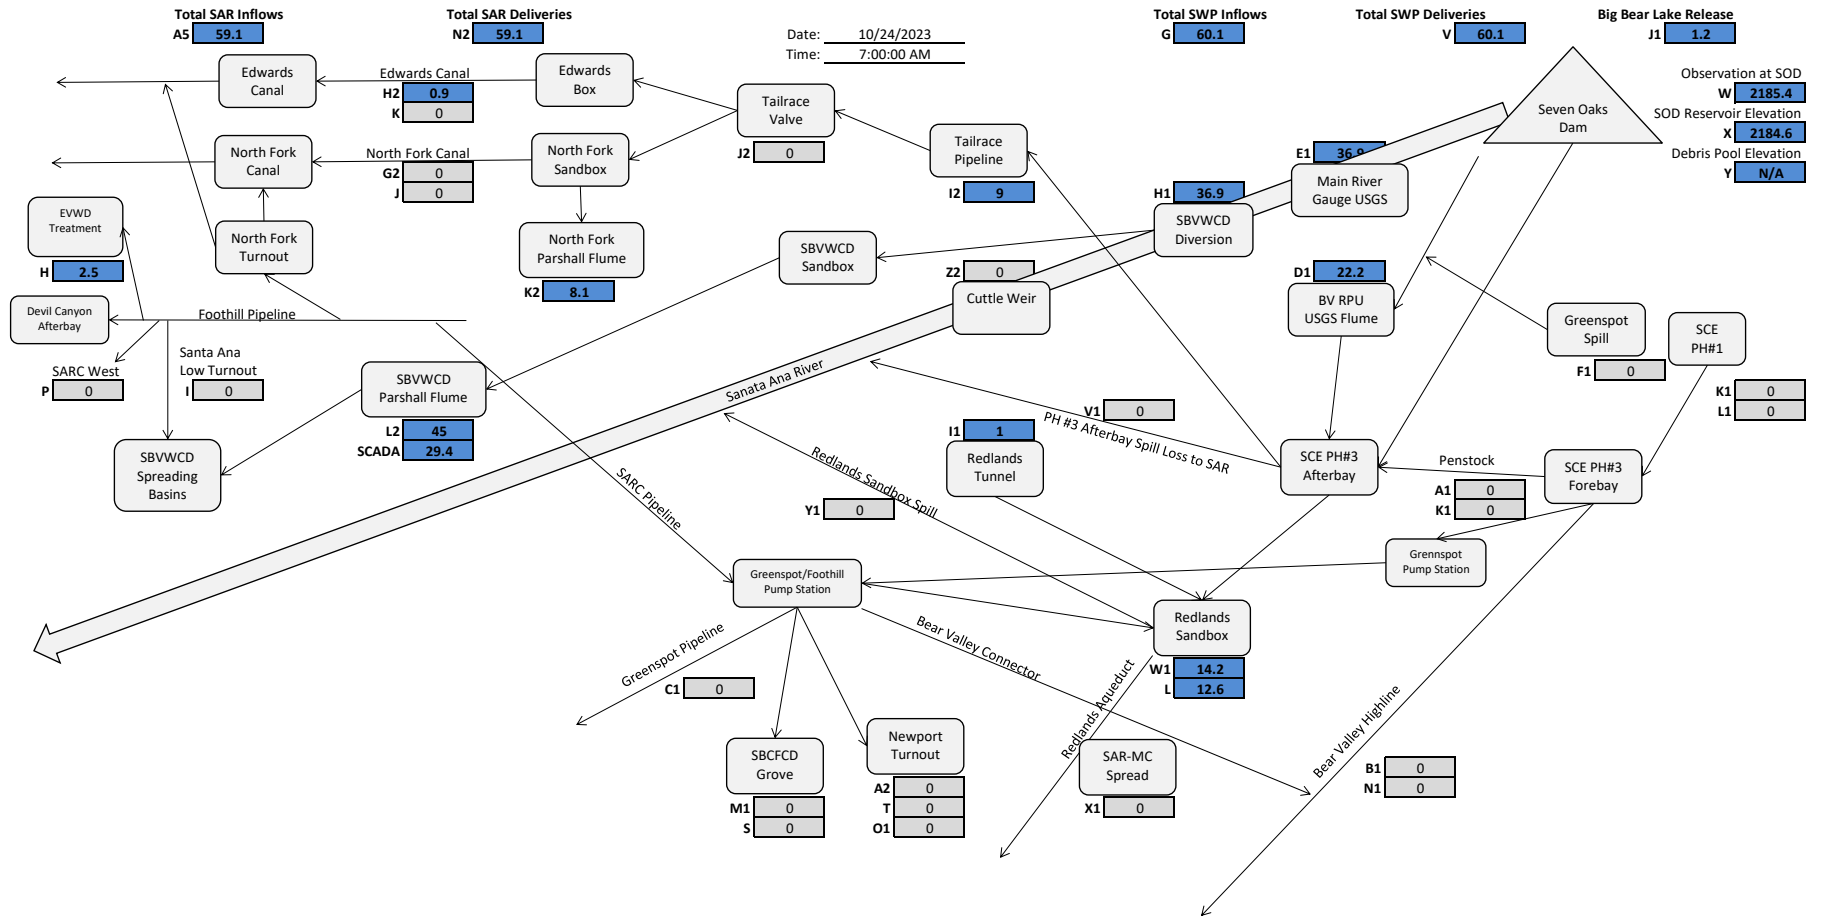 Total SAR Inflows
A5 59.1
Total SAR Deliveries
N2 59.1
Date: 10/24/2023
Time: 7:00:00 AM
Total SWP Inflows
G 60.1
Total SWP Deliveries
V 60.1
Big Bear Lake Release
J1 1.2
Observation at SOD
W 2185.4
SOD Reservoir Elevation
X 2184.6
Debris Pool Elevation
Y N/A
Seven Oaks
Dam
Edwards
Canal
Edwards Canal
H2 0.9
K 0
Edwards
Box
Tailrace
Valve
J2 0
Tailrace
Pipeline
I2 9
E1 36.9
Main River
Gauge USGS
H1 36.9
SBVWCD
Diversion
North Fork
Canal
North Fork Canal
G2 0
J 0
North Fork
Sandbox
North Fork
Parshall Flume
K2 8.1
EVWD
Treatment
H 2.5
North Fork
Turnout
SBVWCD
Sandbox
Z2 0
Cuttle Weir
D1 22.2
BV RPU
USGS Flume
Greenspot
Spill
F1 0
SCE
PH#1
K1 0
L1 0
Devil Canyon
Afterbay
Foothill Pipeline
SARC West
P 0
Santa Ana
Low Turnout
I 0
SBVWCD
Parshall Flume
L2 45
SCADA 29.4
SBVWCD
Spreading
Basins
Sanata Ana River
V1 0
PH #3 Afterbay Spill Loss to SAR
I1 1
Redlands
Tunnel
Redlands Sandbox Spill
Y1 0
SARC Pipeline
SCE PH#3
Afterbay
Penstock
A1 0
K1 0
SCE PH#3
Forebay
Grennspot
Pump Station
Greenspot/Foothill
Pump Station
Redlands
Sandbox
W1 14.2
L 12.6
Greenspot Pipeline
C1 0
Bear Valley Connector
Redlands Aqueduct
Bear Valley Highline
SBCFCD
Grove
M1 0
S 0
Newport
Turnout
A2 0
T 0
O1 0
SAR-MC
Spread
X1 0
B1 0
N1 0